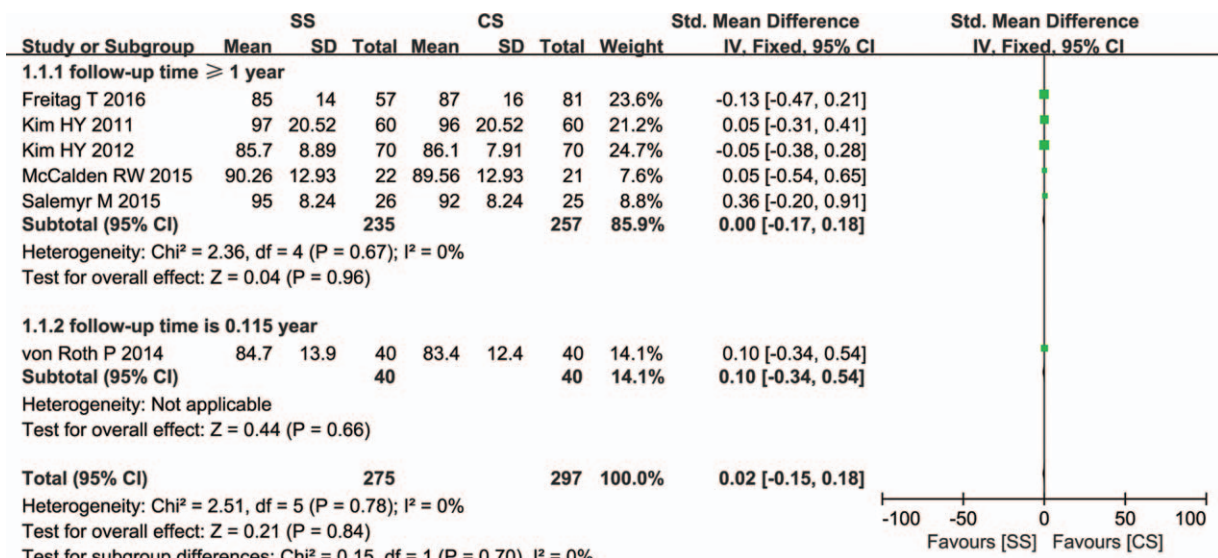 SS CS Std. Mean Difference Std. Mean Difference
Study or Subgroup Mean SD Total Mean SD Total Weight IV, Fixed, 95% CI IV, Fixed, 95% CI
1.1.1 follow-up time ⩾ 1 year
Freitag T 2016 85 14 57 87 16 81 23.6% -0.13 [-0.47, 0.21]
Kim HY 2011 97 20.52 60 96 20.52 60 21.2% 0.05 [-0.31, 0.41]
Kim HY 2012 85.7 8.89 70 86.1 7.91 70 24.7% -0.05 [-0.38, 0.28]
McCalden RW 2015 90.26 12.93 22 89.56 12.93 21 7.6% 0.05 [-0.54, 0.65]
Salemyr M 2015 95 8.24 26 92 8.24 25 8.8% 0.36 [-0.20, 0.91]
Subtotal (95% CI) 235 257 85.9% 0.00 [-0.17, 0.18]
Heterogeneity: Chi² = 2.36, df = 4 (P = 0.67); I² = 0%
Test for overall effect: Z = 0.04 (P = 0.96)
1.1.2 follow-up time is 0.115 year
von Roth P 2014 84.7 13.9 40 83.4 12.4 40 14.1% 0.10 [-0.34, 0.54]
Subtotal (95% CI) 40 40 14.1% 0.10 [-0.34, 0.54]
Heterogeneity: Not applicable
Test for overall effect: Z = 0.44 (P = 0.66)
Total (95% CI) 275 297 100.0% 0.02 [-0.15, 0.18]
Heterogeneity: Chi² = 2.51, df = 5 (P = 0.78); I² = 0%
Test for overall effect: Z = 0.21 (P = 0.84)
Test for subgroup differences: Chi² = 0.15, df = 1 (P = 0.70), I² = 0%
-100 -50 0 50 100
Favours [SS] Favours [CS]